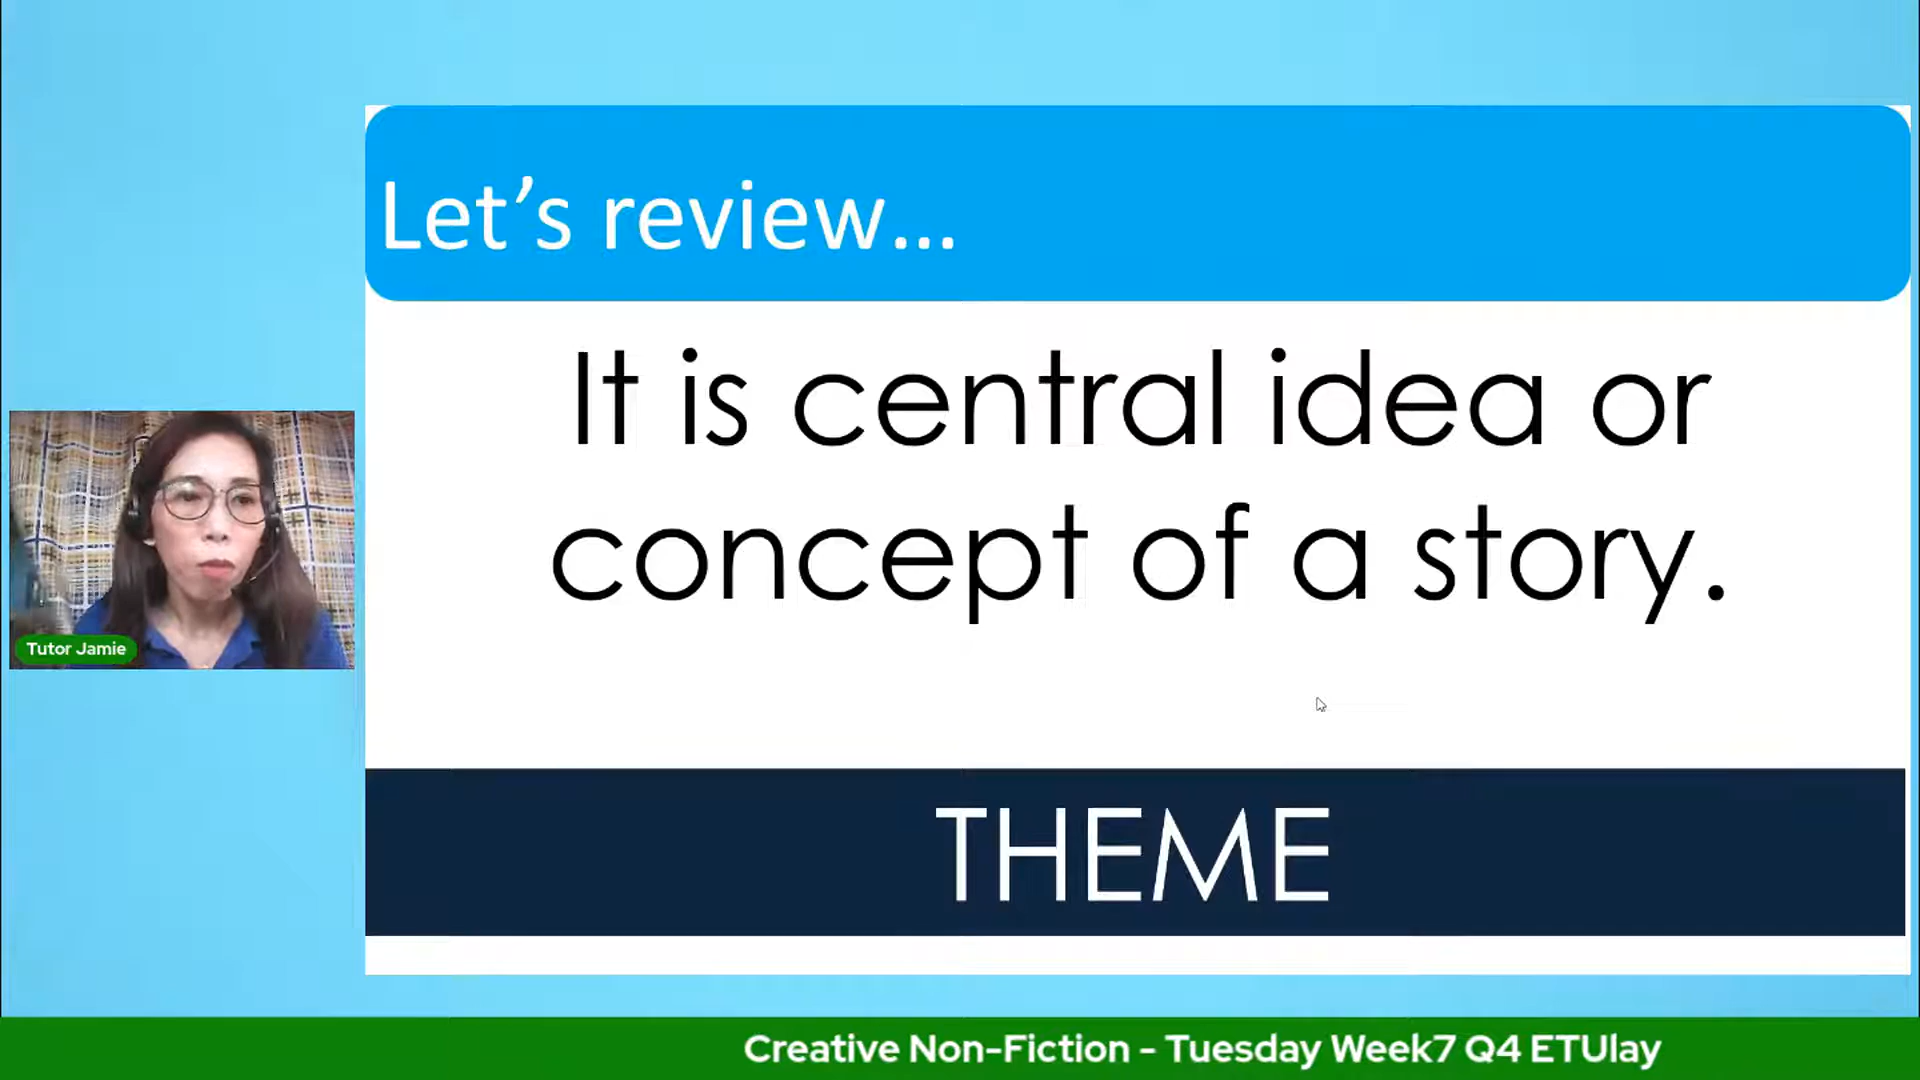 Let’s review...
It is central idea or
concept of a story.
Tutor Jamie
THEME
Creative Non-Fiction - Tuesday Week7 Q4 ETUlay